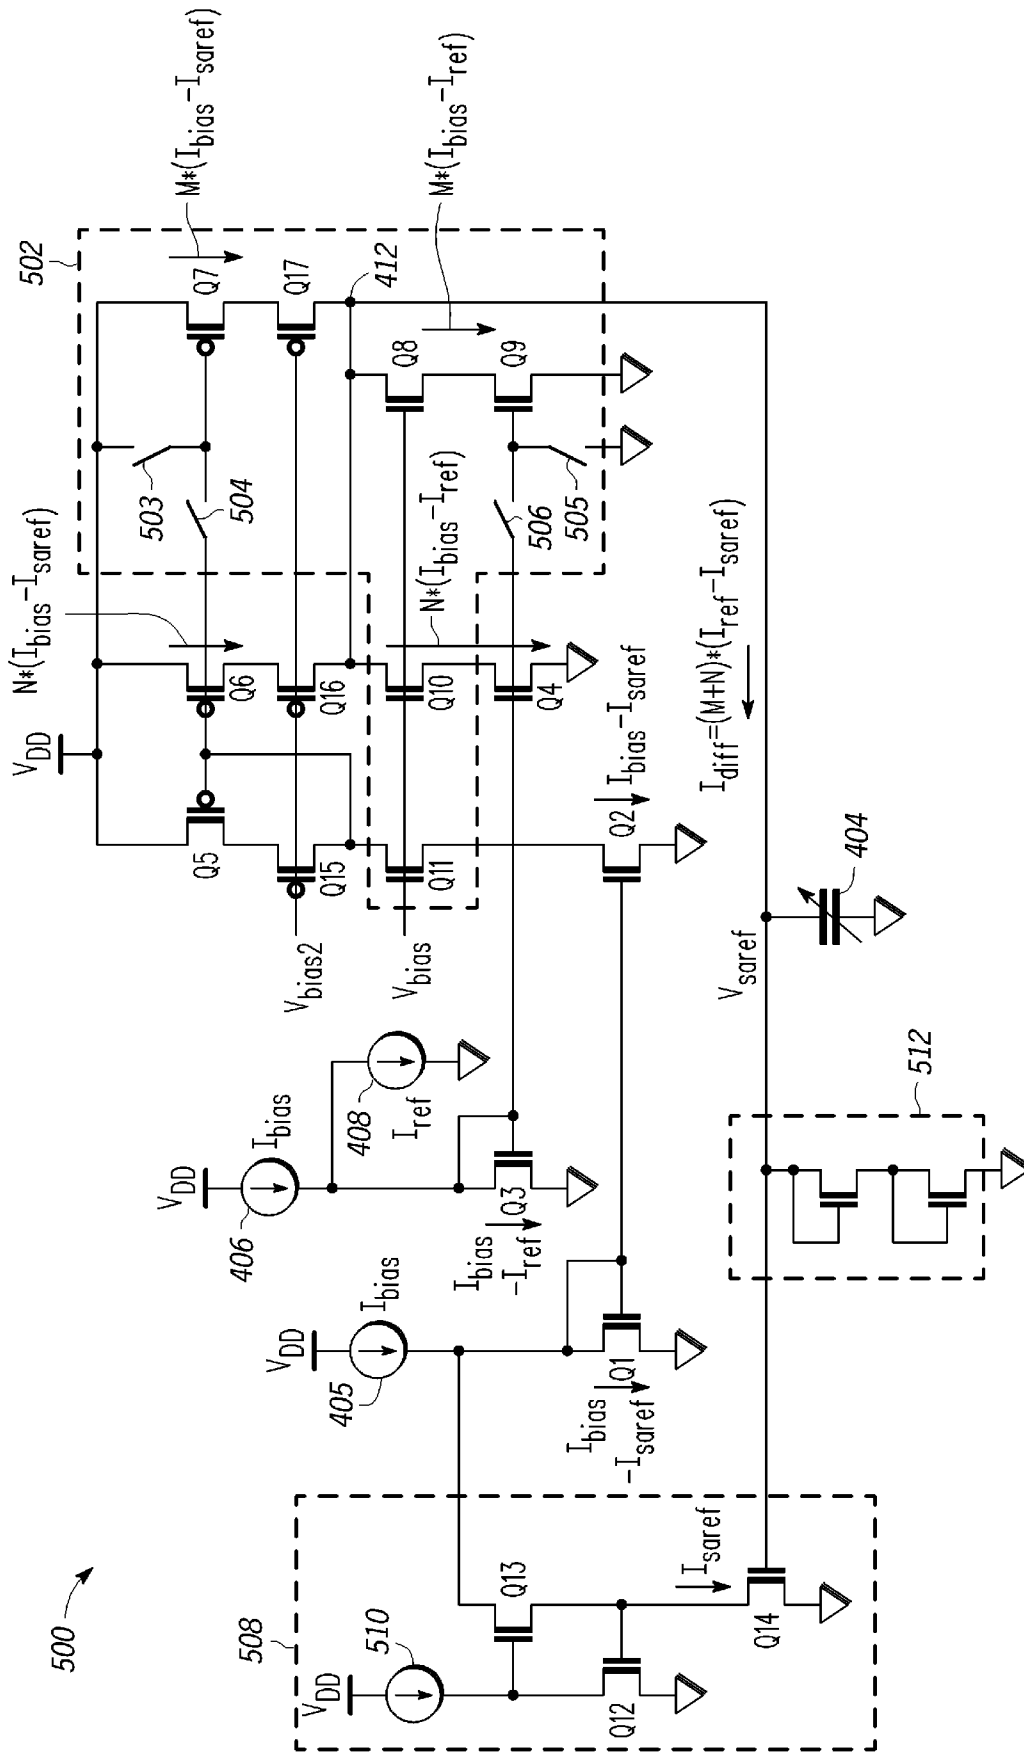 500
508
V_DD
510
Q13
Q12
I_saref
Q14
V_DD
405
I_bias
I_bias
-I_saref
Q1
V_DD
406
I_bias
408
I_ref
I_bias
-I_ref
Q3
512
V_saref
404
V_bias2
V_bias
V_DD
Q5
Q15
Q11
Q2
I_bias-I_saref
N*(I_bias-I_saref)
Q6
Q16
Q10
Q4
N*(I_bias-I_ref)
I_diff=(M+N)*(I_ref-I_saref)
502
503
504
506
505
Q7
Q17
412
Q8
Q9
M*(I_bias-I_saref)
M*(I_bias-I_ref)